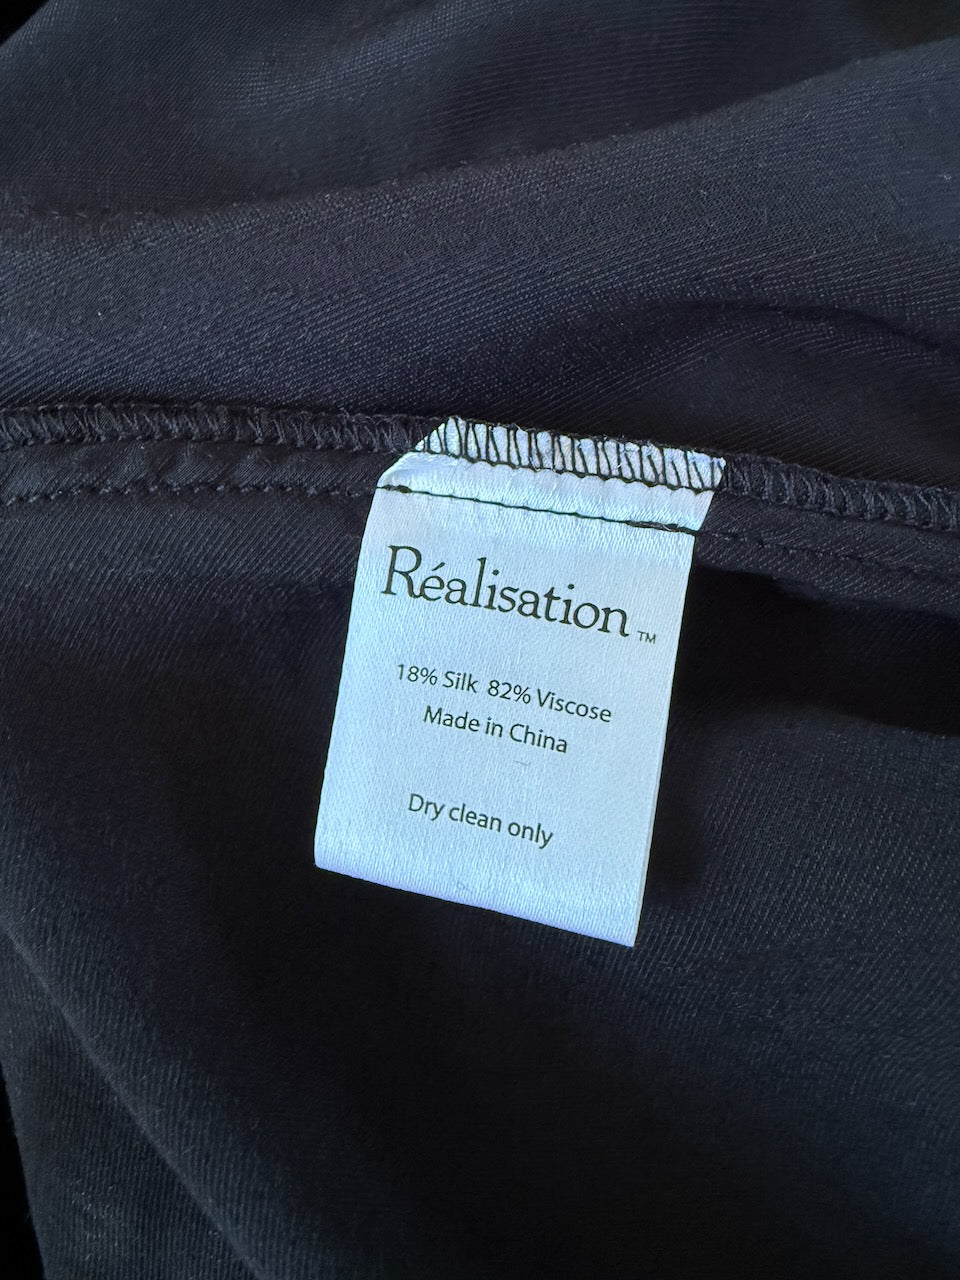 Réalisation™
18% Silk 82% Viscose
Made in China
Dry clean only